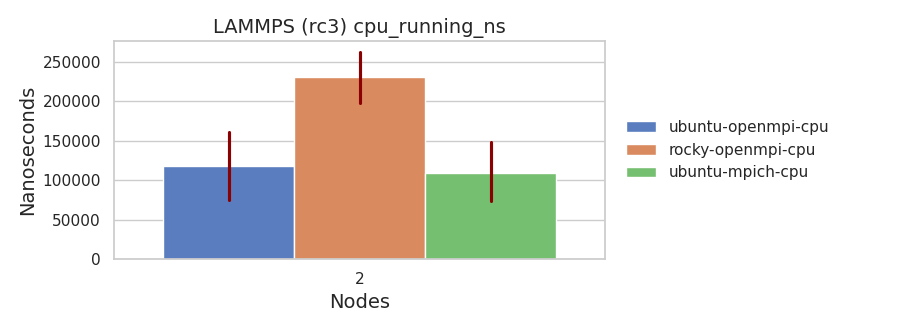 LAMMPS (rc3) cpu_running_ns
Nanoseconds
250000
200000
150000
100000
50000
0
2
Nodes
ubuntu-openmpi-cpu
rocky-openmpi-cpu
ubuntu-mpich-cpu